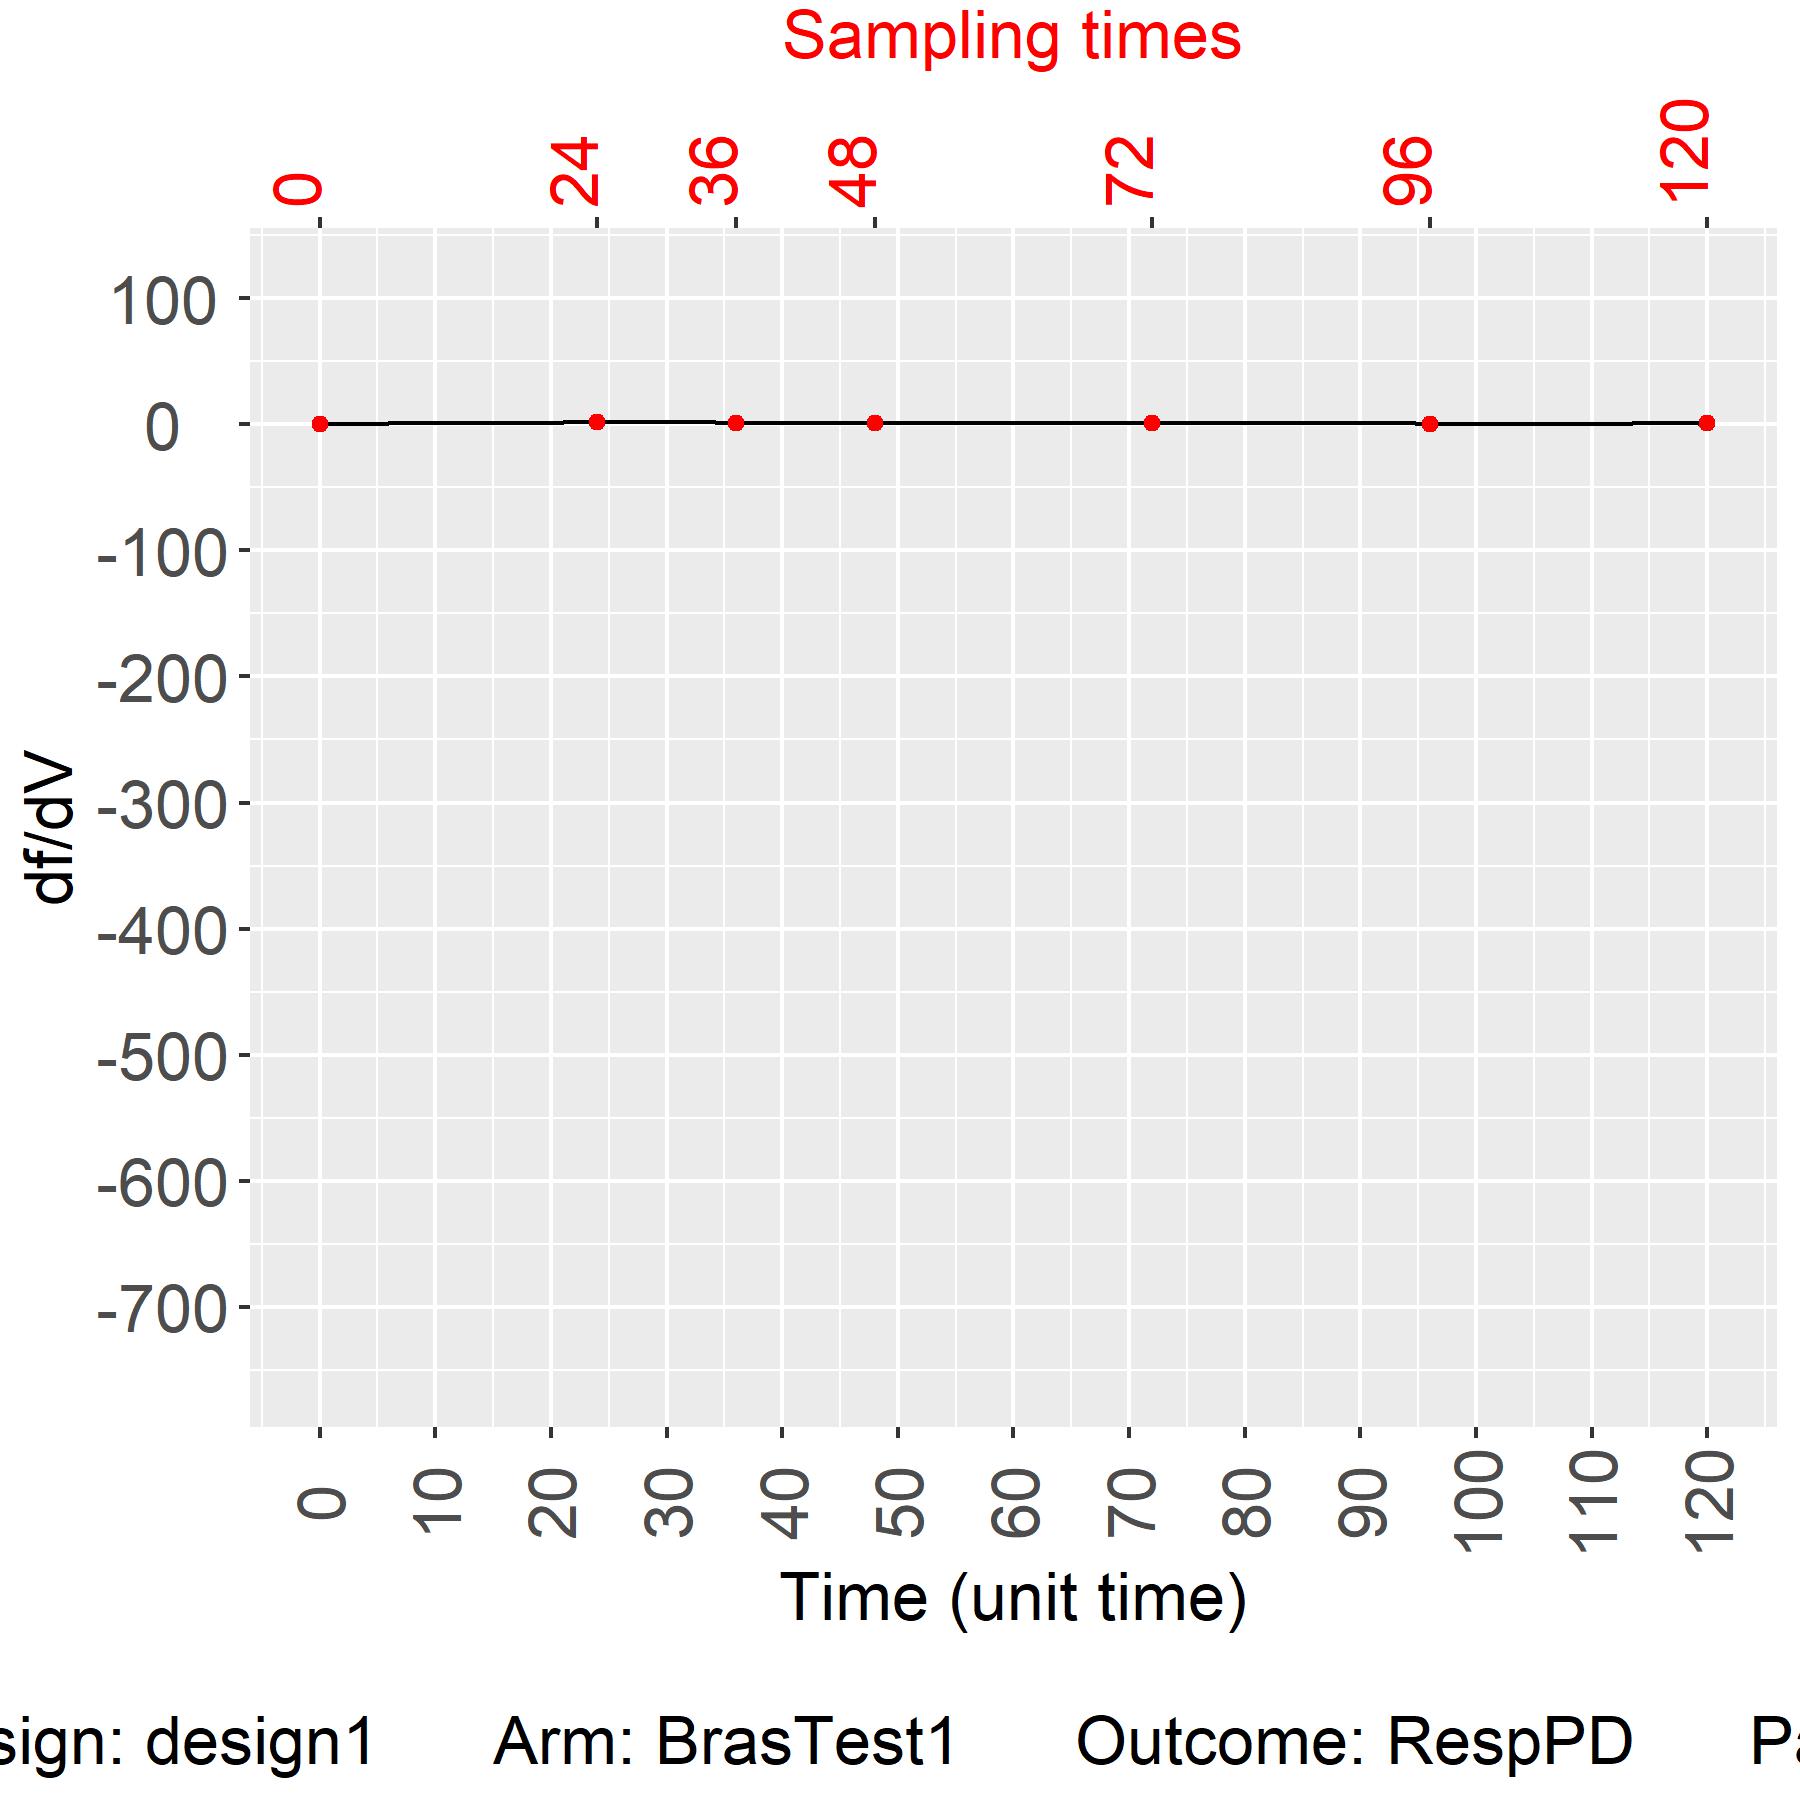 Sampling times
0 24 36 48 72 96 120
100
0
-100
-200
-300
-400
-500
-600
-700
df/dV
0 10 20 30 40 50 60 70 80 90 100 110 120
Time (unit time)
sign: design1 Arm: BrasTest1 Outcome: RespPD Pa